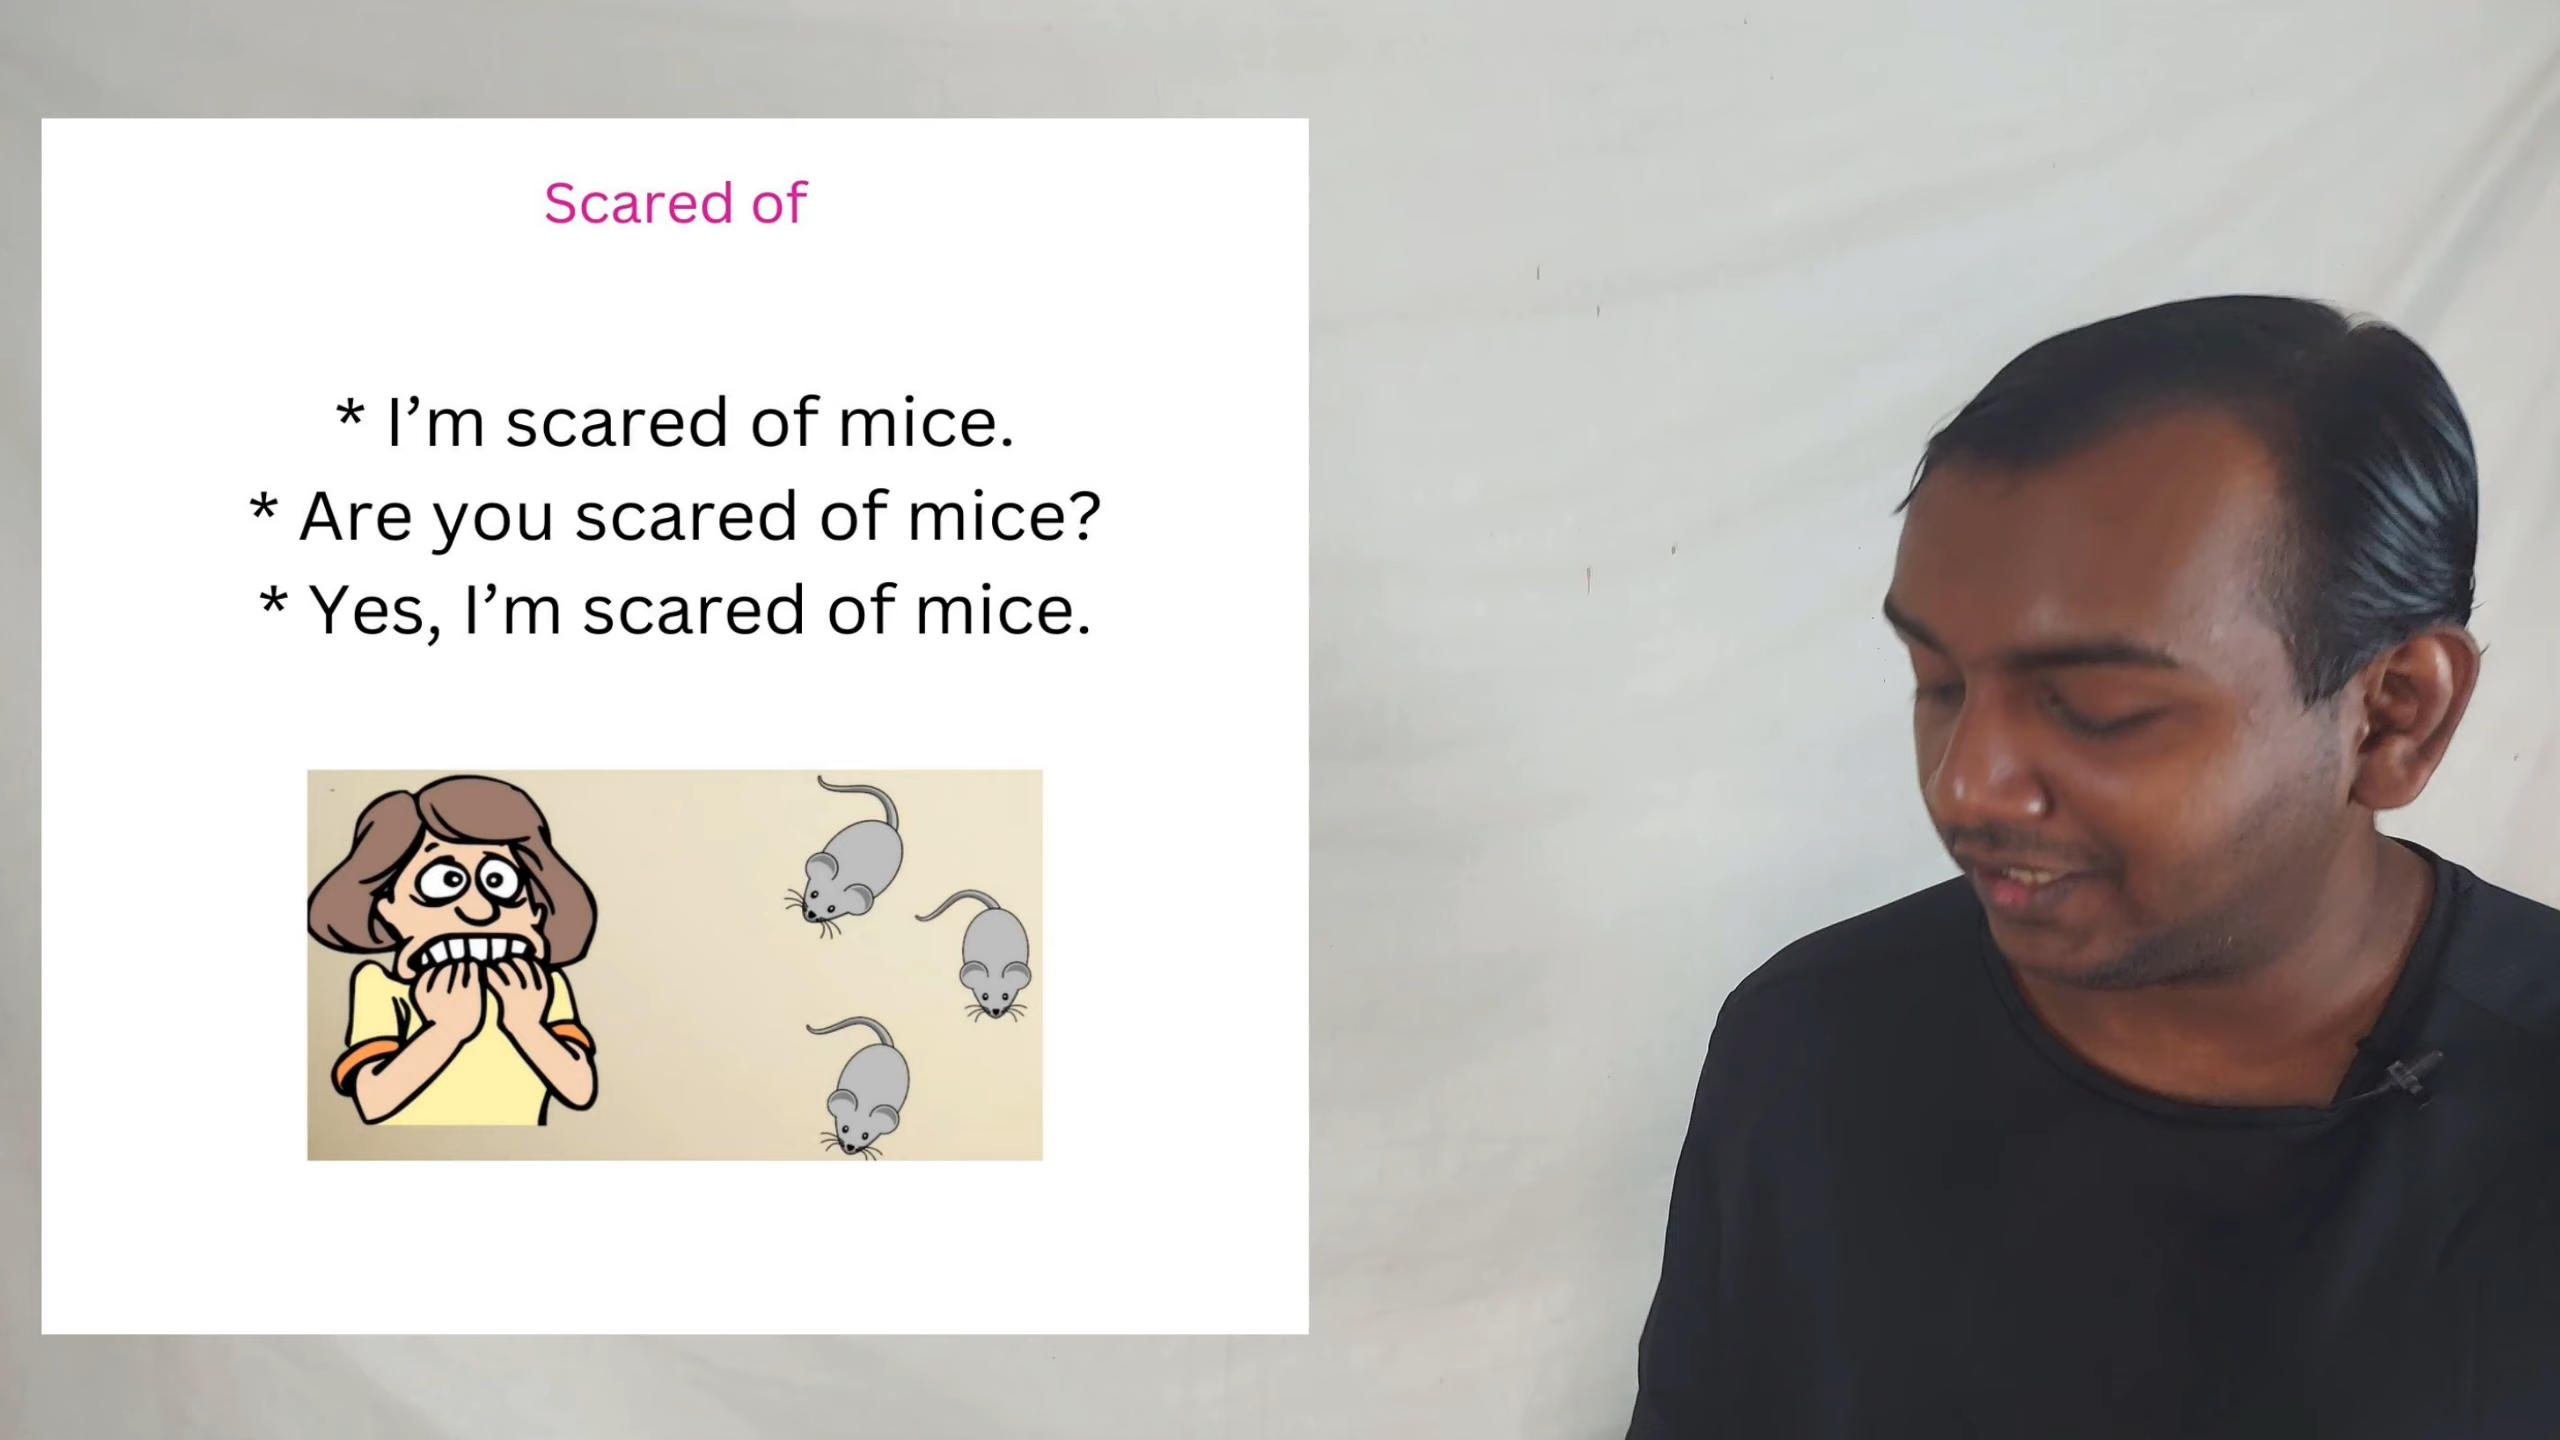 Scared of
* I’m scared of mice.
* Are you scared of mice?
* Yes, I’m scared of mice.